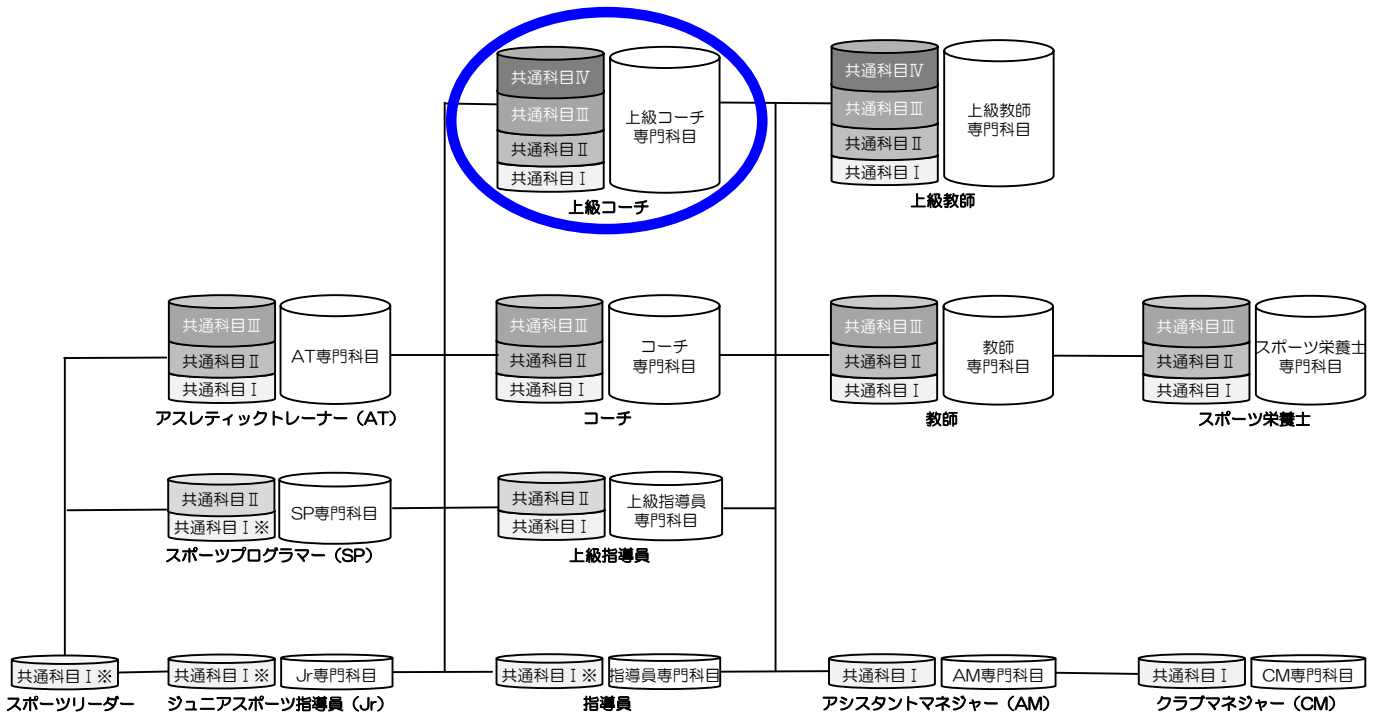 共通科目Ⅳ
共通科目Ⅲ
共通科目Ⅱ
共通科目Ⅰ
上級コーチ
専門科目
上級コーチ
共通科目Ⅳ
共通科目Ⅲ
共通科目Ⅱ
共通科目Ⅰ
上級教師
専門科目
上級教師
共通科目Ⅲ
共通科目Ⅱ
共通科目Ⅰ
AT専門科目
アスレティックトレーナー（AT）
共通科目Ⅲ
共通科目Ⅱ
共通科目Ⅰ
コーチ
専門科目
コーチ
共通科目Ⅲ
共通科目Ⅱ
共通科目Ⅰ
教師
専門科目
教師
共通科目Ⅲ
共通科目Ⅱ
共通科目Ⅰ
スポーツ栄養士
専門科目
スポーツ栄養士
共通科目Ⅱ
共通科目Ⅰ※
SP専門科目
スポーツプログラマー（SP）
共通科目Ⅱ
共通科目Ⅰ
上級指導員
専門科目
上級指導員
共通科目Ⅰ※
スポーツリーダー
共通科目Ⅰ※
Jr専門科目
ジュニアスポーツ指導員（Jr）
共通科目Ⅰ※
指導員専門科目
指導員
共通科目Ⅰ
AM専門科目
アシスタントマネジャー（AM）
共通科目Ⅰ
CM専門科目
クラブマネジャー（CM）